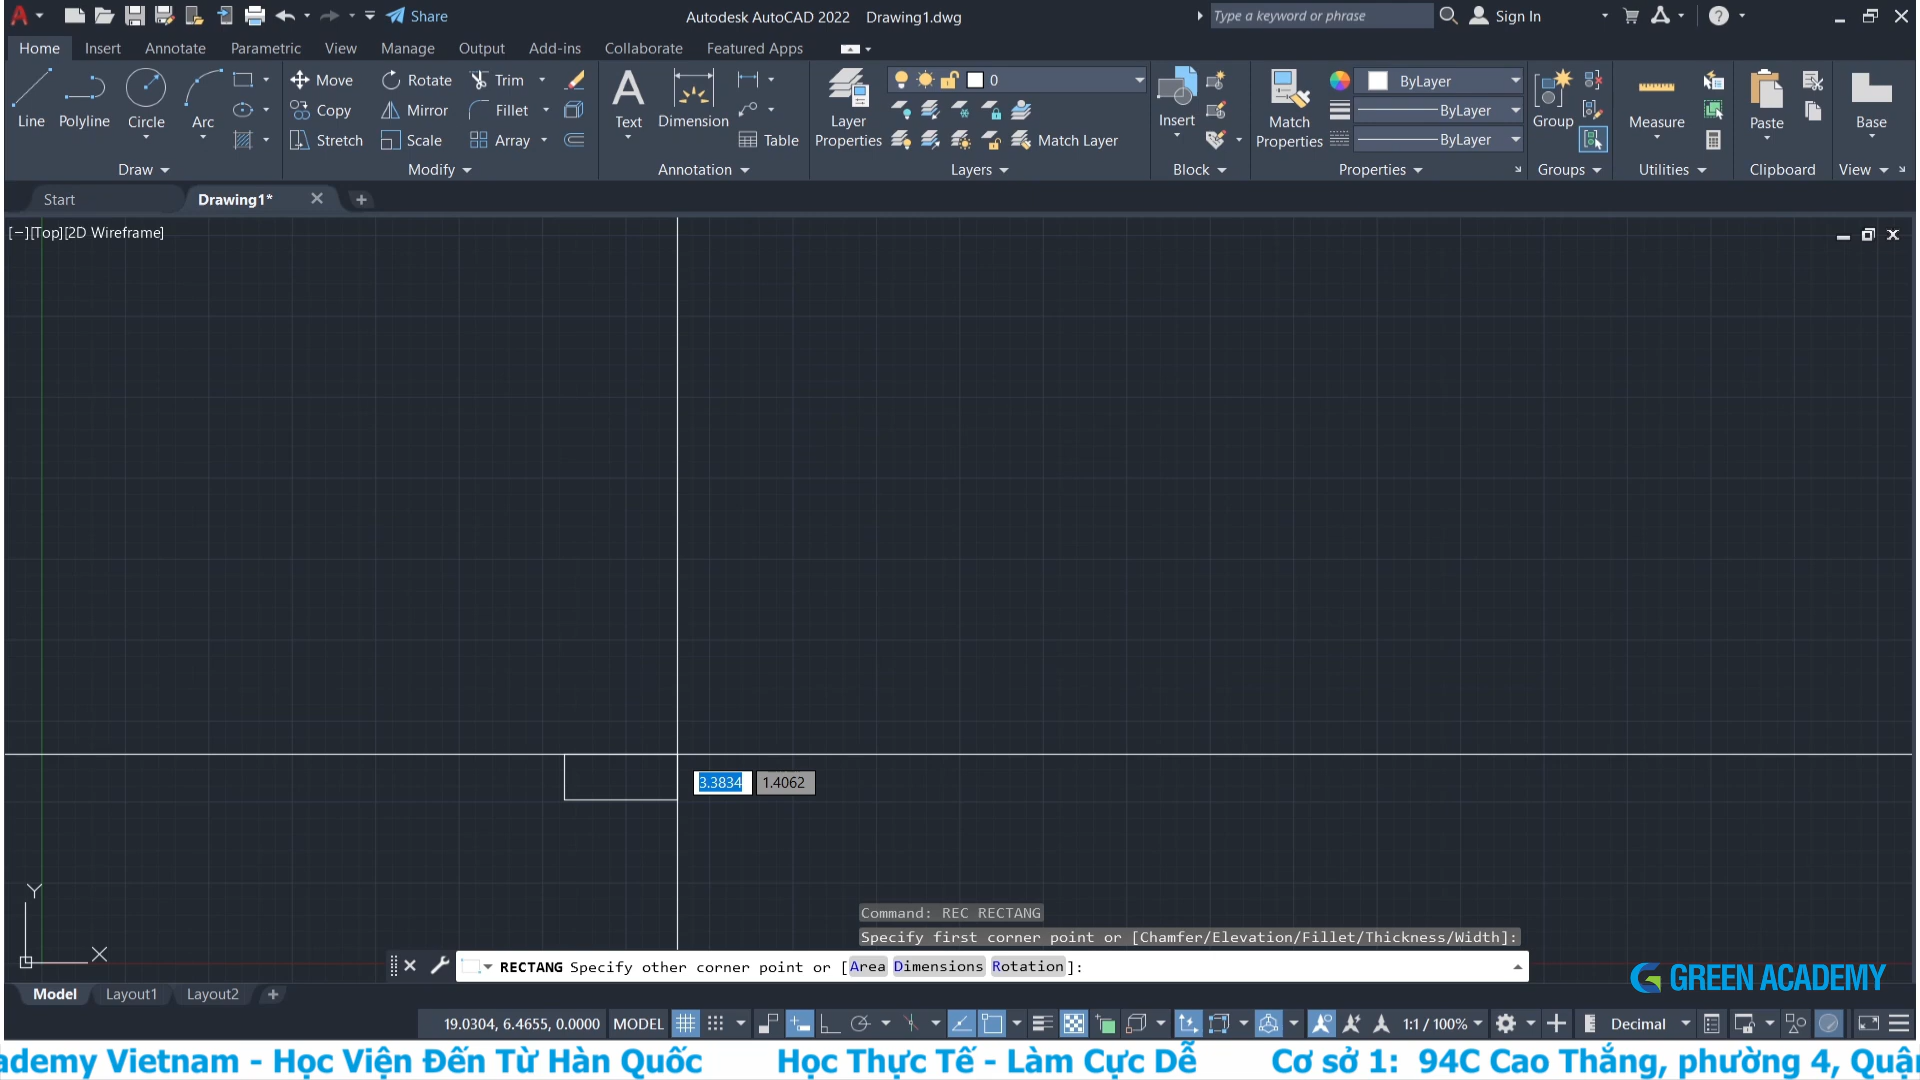 Share
Autodesk AutoCAD 2022 Drawing1.dwg
Type a keyword or phrase
Sign In
Home Insert Annotate Parametric View Manage Output Add-ins Collaborate Featured Apps
Line Polyline Circle Arc
Move Rotate Trim
Copy Mirror Fillet
Stretch Scale Array
Text Dimension Table
Layer Properties
0
Match Layer
Insert
Match Properties
ByLayer
ByLayer
ByLayer
Group Measure Paste Base
Draw Modify Annotation Layers Block Properties Groups Utilities Clipboard View
Start Drawing1*
[−][Top][2D Wireframe]
3.3834 1.4062
Y
X
Command: REC RECTANG
Specify first corner point or [Chamfer/Elevation/Fillet/Thickness/Width]:
RECTANG Specify other corner point or [Area Dimensions Rotation]:
GREEN ACADEMY
Model Layout1 Layout2
19.0304, 6.4655, 0.0000 MODEL 1:1 / 100% Decimal
ademy Vietnam - Học Viện Đến Từ Hàn Quốc Học Thực Tế - Làm Cực Dễ Cơ sở 1: 94C Cao Thắng, phường 4, Quậ